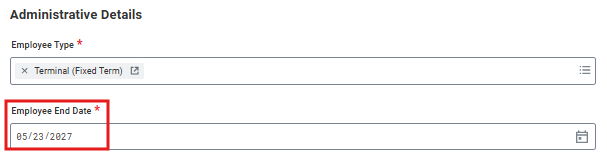 Administrative Details
Employee Type *
× Terminal (Fixed Term)
Employee End Date *
05/23/2027